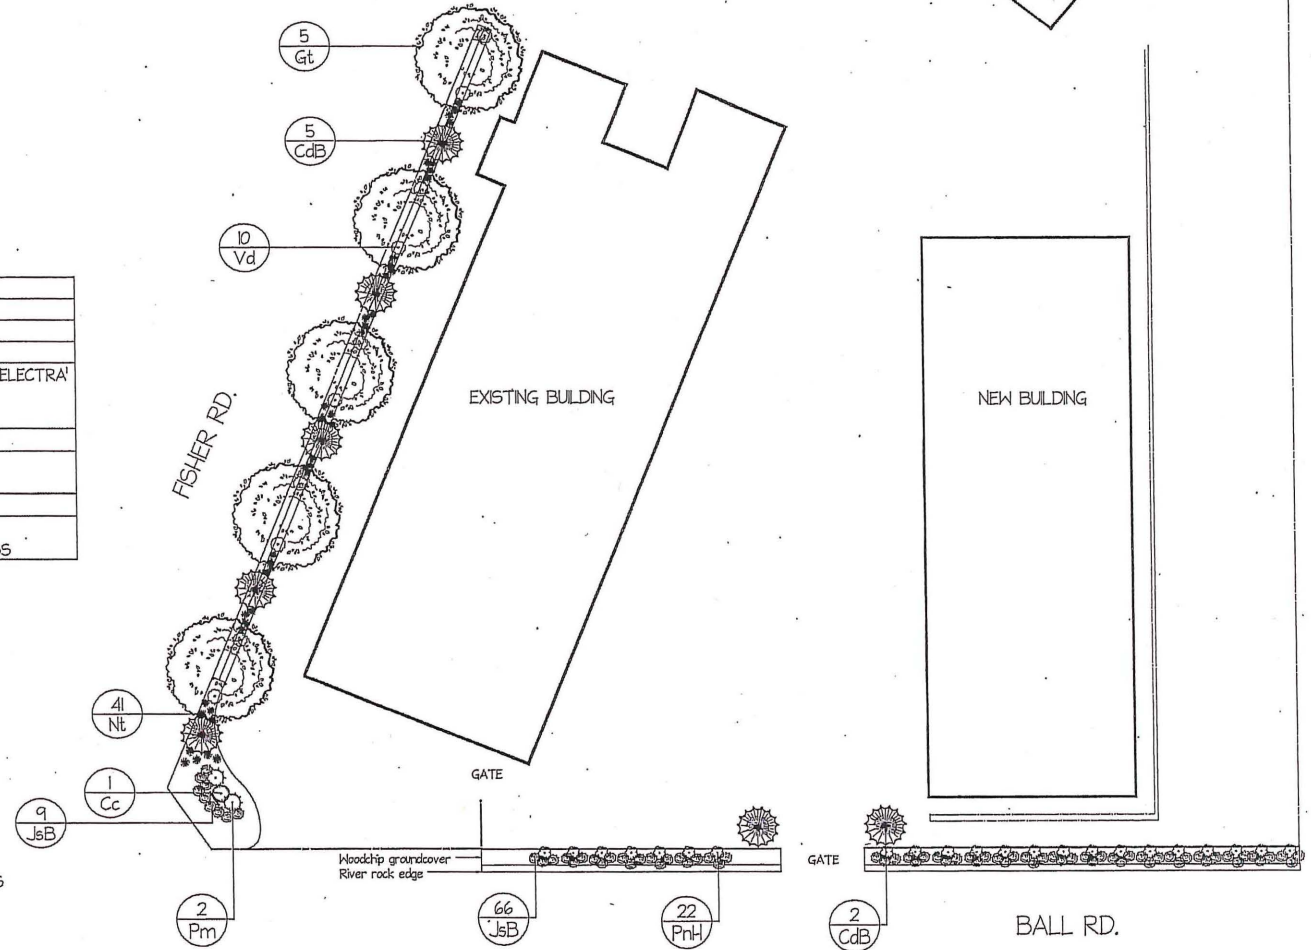 5
Gt
5
CdB
10
Vd
ELECTRA'
FISHER RD.
EXISTING BUILDING
NEW BUILDING
41
Nt
1
Cc
9
JsB
GATE
Woodchip groundcover
River rock edge
GATE
2
Pm
66
JsB
22
PnH
2
CdB
BALL RD.